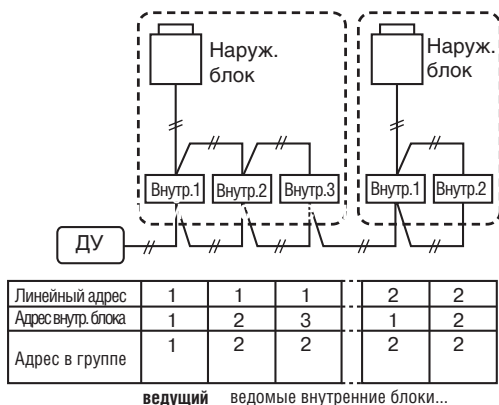 Наруж.
блок
Наруж.
блок
Внутр.1
Внутр.2
Внутр.3
Внутр.1
Внутр.2
ДУ
Линейный адрес 1 1 1 2 2
Адрес внутр. блока 1 2 3 1 2
Адрес в группе 1 2 2 2 2
ведущий ведомые внутренние блоки...